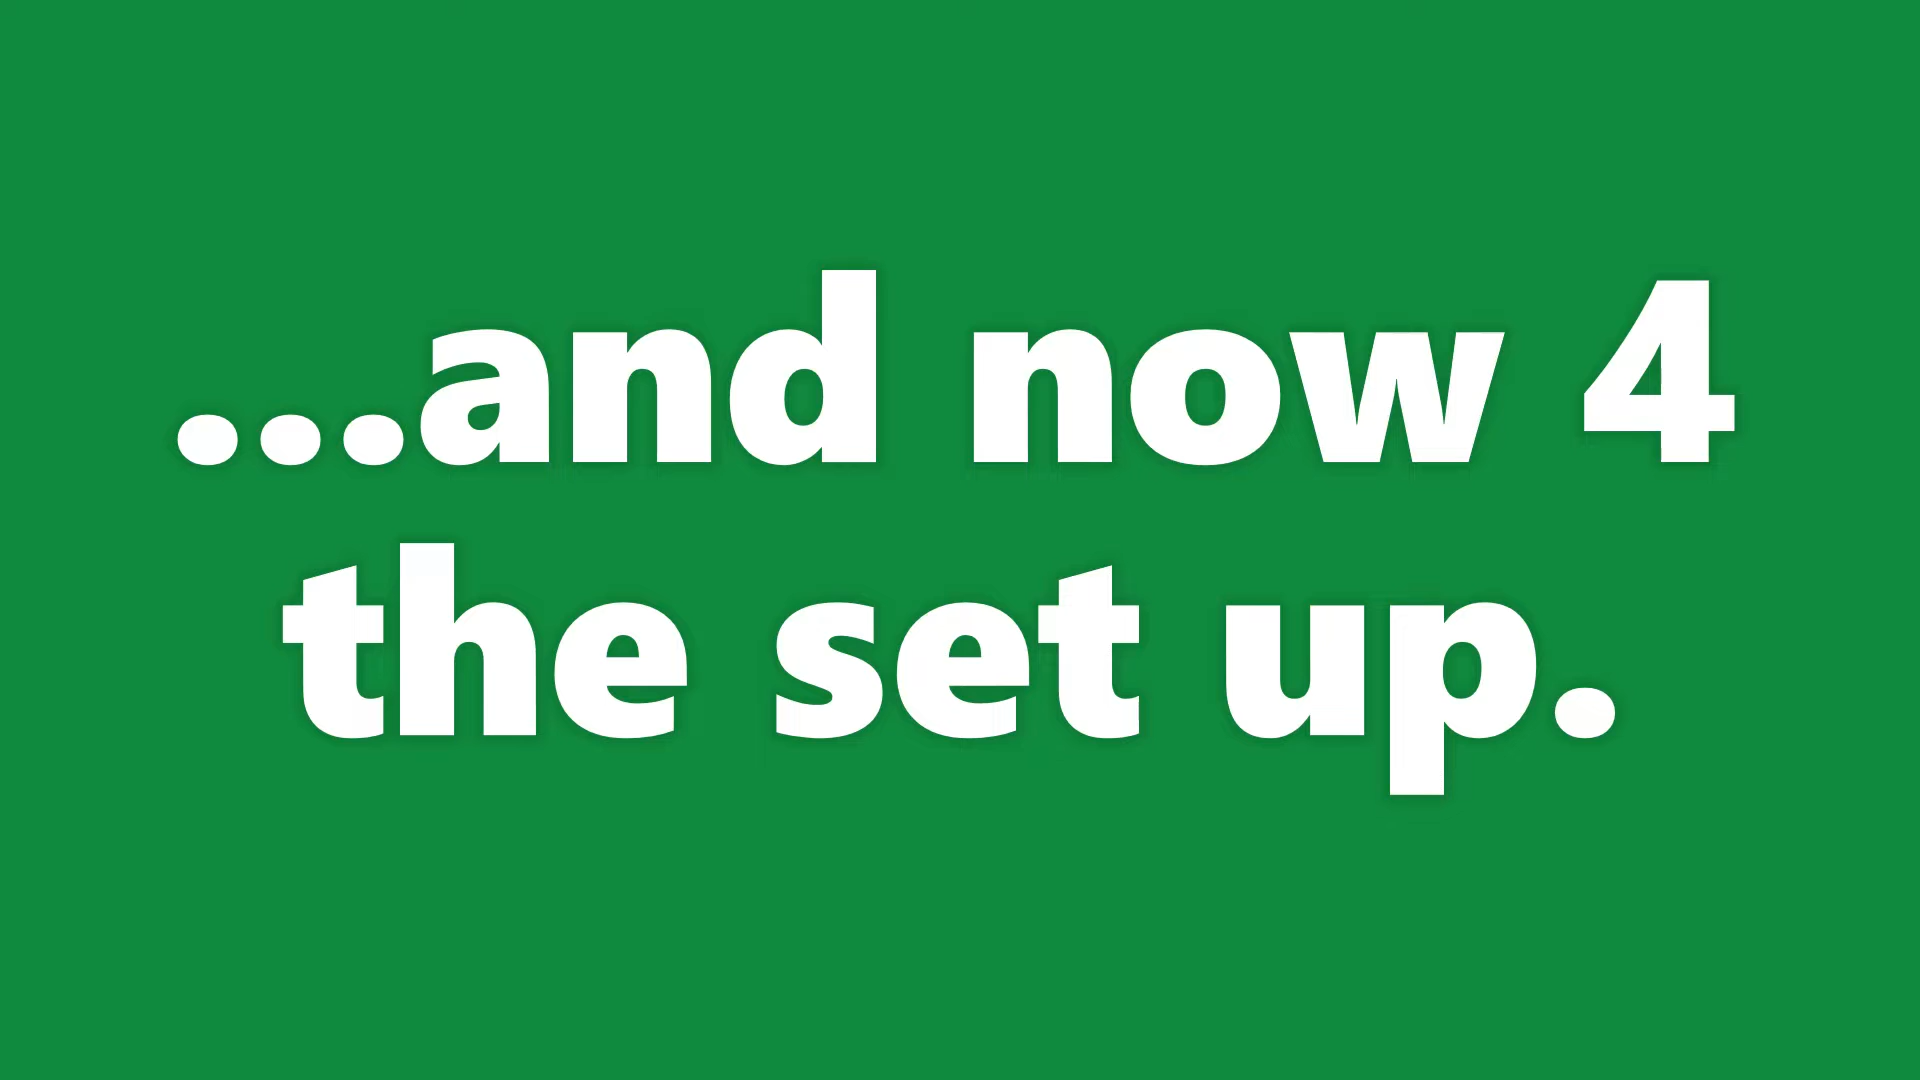 ...and now 4
the set up.